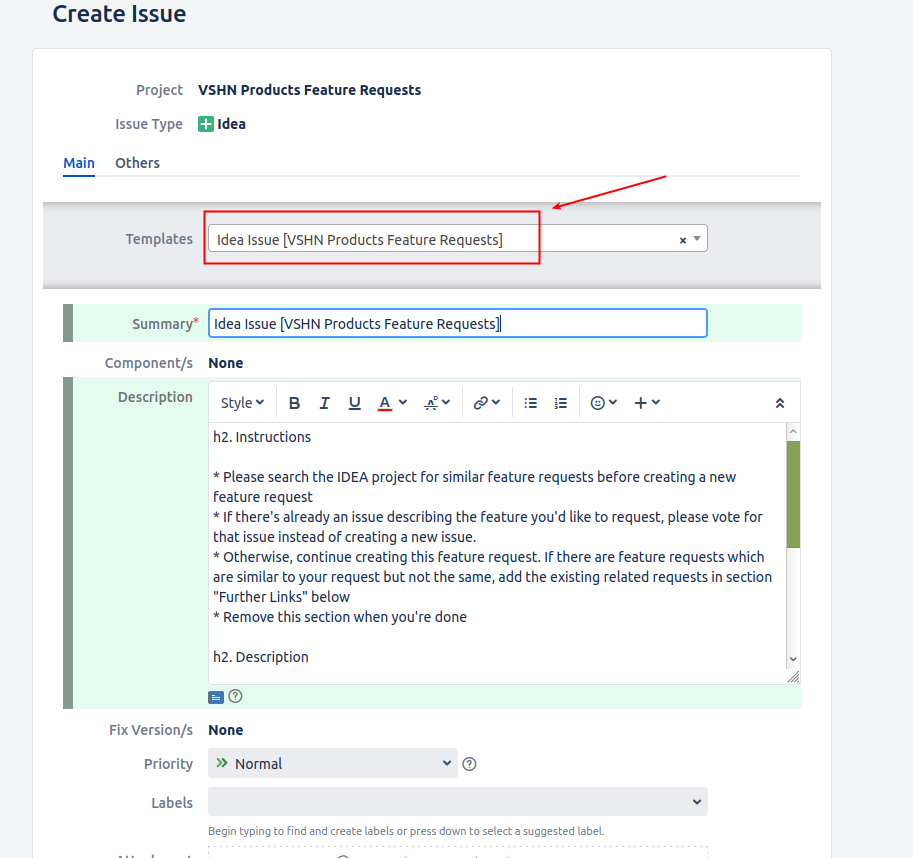 Create Issue
Project VSHN Products Feature Requests
Issue Type Idea
Main Others
Templates Idea Issue [VSHN Products Feature Requests] ×
Summary* Idea Issue [VSHN Products Feature Requests]
Component/s None
Description Style B I U A
h2. Instructions
* Please search the IDEA project for similar feature requests before creating a new
feature request
* If there's already an issue describing the feature you'd like to request, please vote for
that issue instead of creating a new issue.
* Otherwise, continue creating this feature request. If there are feature requests which
are similar to your request but not the same, add the existing related requests in section
"Further Links" below
* Remove this section when you're done
h2. Description
Fix Version/s None
Priority Normal
Labels
Begin typing to find and create labels or press down to select a suggested label.